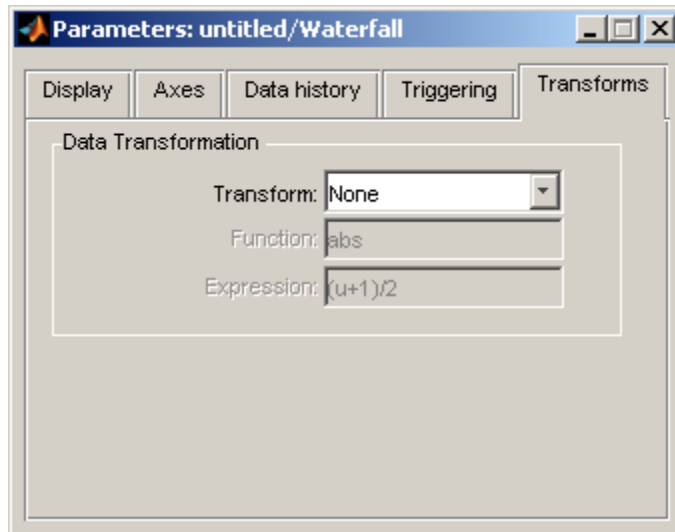 Parameters: untitled/Waterfall
Display Axes Data history Triggering Transforms
Data Transformation
Transform: None
Function: abs
Expression: (u+1)/2